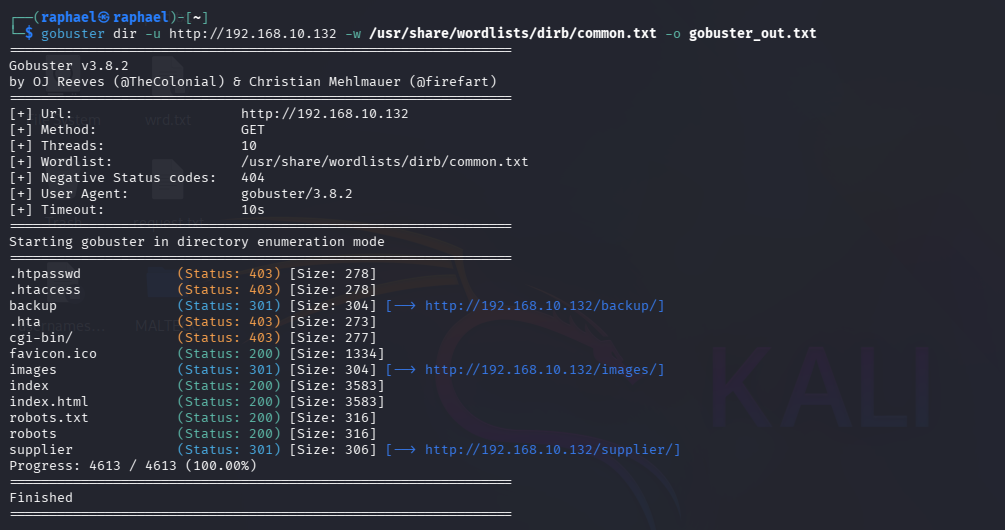 ┌──(raphael㉿raphael)-[~]
└─$ gobuster dir -u http://192.168.10.132 -w /usr/share/wordlists/dirb/common.txt -o gobuster_out.txt
===============================================================
Gobuster v3.8.2
by OJ Reeves (@TheColonial) & Christian Mehlmauer (@firefart)
===============================================================
[+] Url:                     http://192.168.10.132
[+] Method:                  GET
[+] Threads:                 10
[+] Wordlist:                /usr/share/wordlists/dirb/common.txt
[+] Negative Status codes:   404
[+] User Agent:              gobuster/3.8.2
[+] Timeout:                 10s
===============================================================
Starting gobuster in directory enumeration mode
===============================================================
.htpasswd            (Status: 403) [Size: 278]
.htaccess            (Status: 403) [Size: 278]
backup               (Status: 301) [Size: 304] [--> http://192.168.10.132/backup/]
.hta                 (Status: 403) [Size: 273]
cgi-bin/             (Status: 403) [Size: 277]
favicon.ico          (Status: 200) [Size: 1334]
images               (Status: 301) [Size: 304] [--> http://192.168.10.132/images/]
index                (Status: 200) [Size: 3583]
index.html           (Status: 200) [Size: 3583]
robots.txt           (Status: 200) [Size: 316]
robots               (Status: 200) [Size: 316]
supplier             (Status: 301) [Size: 306] [--> http://192.168.10.132/supplier/]
Progress: 4613 / 4613 (100.00%)
===============================================================
Finished
===============================================================
wrd.txt
KALI